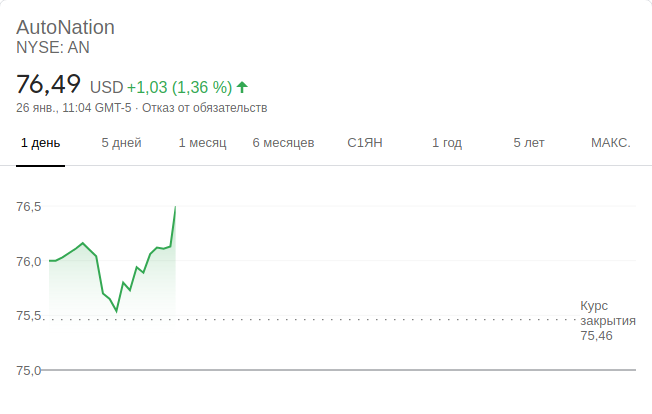 AutoNation
NYSE: AN
76,49 USD +1,03 (1,36 %)
26 янв., 11:04 GMT-5 · Отказ от обязательств
1 день 5 дней 1 месяц 6 месяцев С1ЯН 1 год 5 лет МАКС.
76,5
76,0
75,5
Курс
закрытия
75,46
75,0